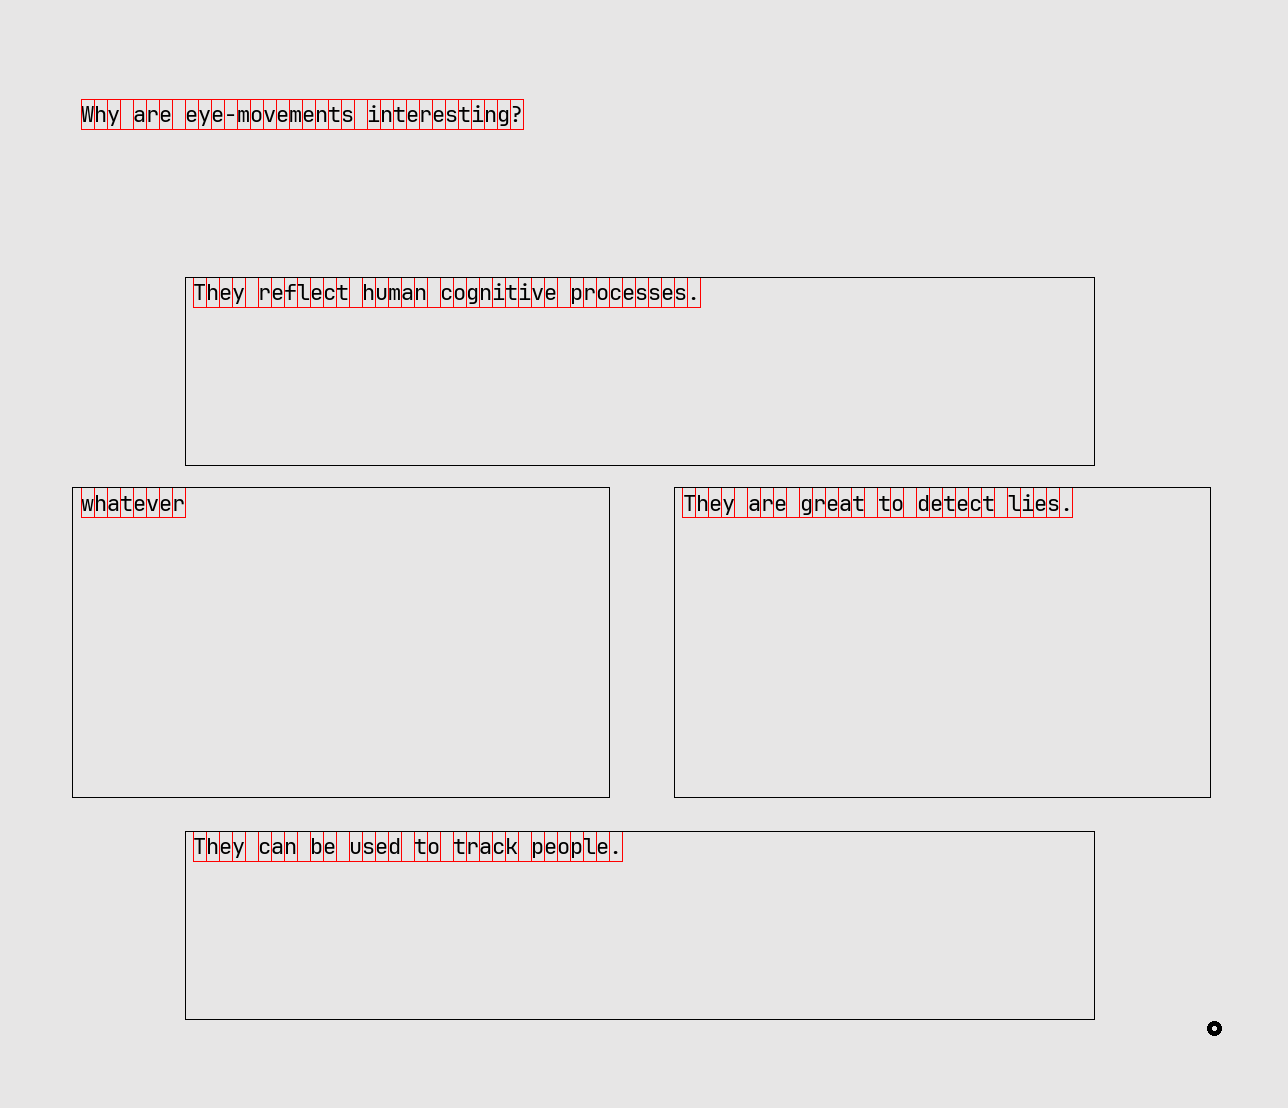 Why are eye-movements interesting?
They reflect human cognitive processes.
whatever
They are great to detect lies.
They can be used to track people.